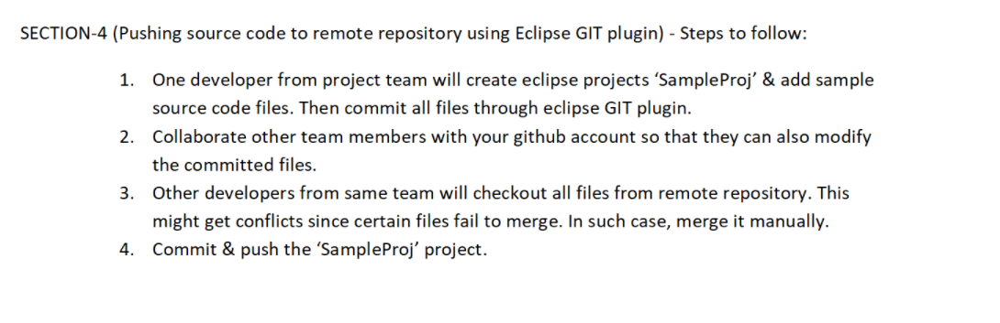 SECTION-4 (Pushing source code to remote repository using Eclipse GIT plugin) - Steps to follow:
1. One developer from project team will create eclipse projects ‘SampleProj’ & add sample
source code files. Then commit all files through eclipse GIT plugin.
2. Collaborate other team members with your github account so that they can also modify
the committed files.
3. Other developers from same team will checkout all files from remote repository. This
might get conflicts since certain files fail to merge. In such case, merge it manually.
4. Commit & push the ‘SampleProj’ project.